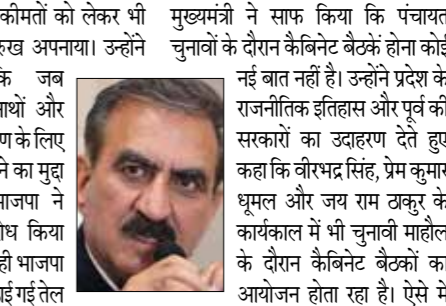 कीमतों को लेकर भी
रुख अपनाया। उन्होंने
जब
और
के लिए
ने का मुद्दा
ने
किया
ही भाजपा
गई तेल
मुख्यमंत्री ने साफ किया कि पंचायत
चुनावों के दौरान कैबिनेट बैठकें होना कोई
नई बात नहीं है। उन्होंने प्रदेश के
राजनीतिक इतिहास और पूर्व की
सरकारों का उदाहरण देते हुए
कहा कि वीरभद्र सिंह, प्रेम कुमार
धूमल और जय राम ठाकुर के
कार्यकाल में भी चुनावी माहौल
के दौरान कैबिनेट बैठकों का
आयोजन होता रहा है। ऐसे में